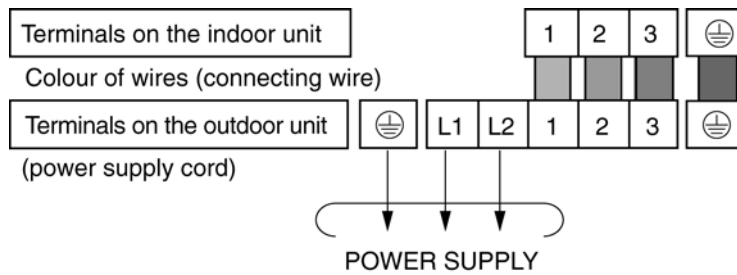 Terminals on the indoor unit 1 2 3
Colour of wires (connecting wire)
Terminals on the outdoor unit L1 L2 1 2 3
(power supply cord)
POWER SUPPLY